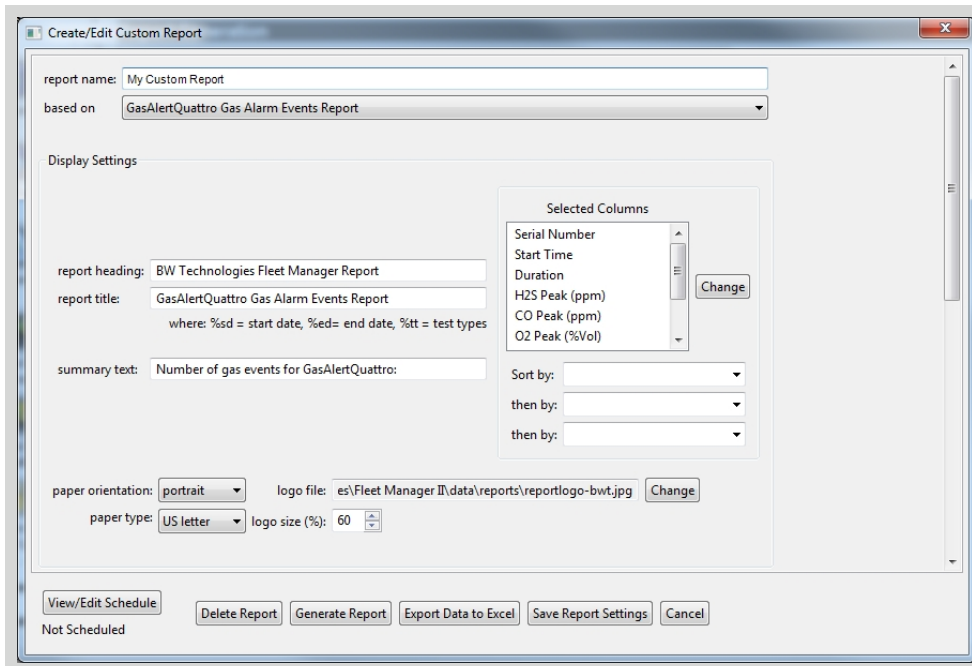 Create/Edit Custom Report
report name: My Custom Report
based on GasAlertQuattro Gas Alarm Events Report
Display Settings
Selected Columns
Serial Number
Start Time
Duration
H2S Peak (ppm)
CO Peak (ppm)
O2 Peak (%Vol)
Change
report heading: BW Technologies Fleet Manager Report
report title: GasAlertQuattro Gas Alarm Events Report
where: %sd = start date, %ed= end date, %tt = test types
summary text: Number of gas events for GasAlertQuattro:
Sort by:
then by:
then by:
paper orientation: portrait logo file: es\Fleet Manager II\data\reports\reportlogo-bwt.jpg Change
paper type: US letter logo size (%): 60
View/Edit Schedule
Not Scheduled
Delete Report Generate Report Export Data to Excel Save Report Settings Cancel